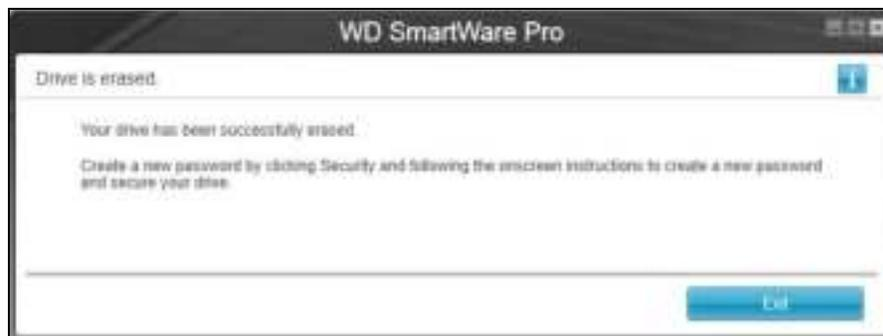 WD SmartWare Pro
Drive is erased.
Your drive has been successfully erased.
Create a new password by clicking Security and following the onscreen instructions to create a new password
and secure your drive.
Exit